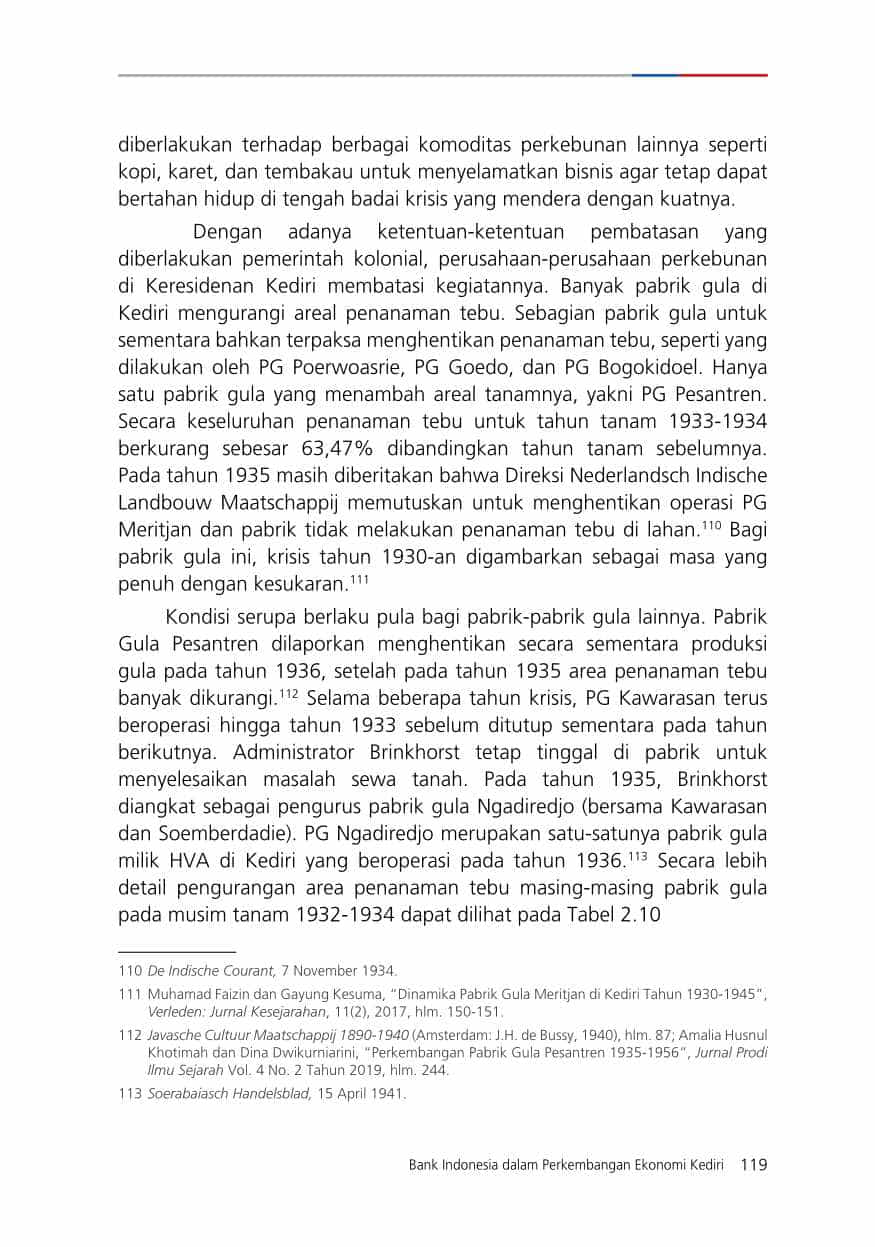 diberlakukan terhadap berbagai komoditas perkebunan lainnya seperti
kopi, karet, dan tembakau untuk menyelamatkan bisnis agar tetap dapat
bertahan hidup di tengah badai krisis yang mendera dengan kuatnya.
Dengan adanya ketentuan-ketentuan pembatasan yang
diberlakukan pemerintah kolonial, perusahaan-perusahaan perkebunan
di Keresidenan Kediri membatasi kegiatannya. Banyak pabrik gula di
Kediri mengurangi areal penanaman tebu. Sebagian pabrik gula untuk
sementara bahkan terpaksa menghentikan penanaman tebu, seperti yang
dilakukan oleh PG Poerwoasrie, PG Goedo, dan PG Bogokidoel. Hanya
satu pabrik gula yang menambah areal tanamnya, yakni PG Pesantren.
Secara keseluruhan penanaman tebu untuk tahun tanam 1933-1934
berkurang sebesar 63,47% dibandingkan tahun tanam sebelumnya.
Pada tahun 1935 masih diberitakan bahwa Direksi Nederlandsch Indische
Landbouw Maatschappij memutuskan untuk menghentikan operasi PG
Meritjan dan pabrik tidak melakukan penanaman tebu di lahan.¹¹⁰ Bagi
pabrik gula ini, krisis tahun 1930-an digambarkan sebagai masa yang
penuh dengan kesukaran.¹¹¹
Kondisi serupa berlaku pula bagi pabrik-pabrik gula lainnya. Pabrik
Gula Pesantren dilaporkan menghentikan secara sementara produksi
gula pada tahun 1936, setelah pada tahun 1935 area penanaman tebu
banyak dikurangi.¹¹² Selama beberapa tahun krisis, PG Kawarasan terus
beroperasi hingga tahun 1933 sebelum ditutup sementara pada tahun
berikutnya. Administrator Brinkhorst tetap tinggal di pabrik untuk
menyelesaikan masalah sewa tanah. Pada tahun 1935, Brinkhorst
diangkat sebagai pengurus pabrik gula Ngadiredjo (bersama Kawarasan
dan Soemberdadie). PG Ngadiredjo merupakan satu-satunya pabrik gula
milik HVA di Kediri yang beroperasi pada tahun 1936.¹¹³ Secara lebih
detail pengurangan area penanaman tebu masing-masing pabrik gula
pada musim tanam 1932-1934 dapat dilihat pada Tabel 2.10
110 De Indische Courant, 7 November 1934.
111 Muhamad Faizin dan Gayung Kesuma, “Dinamika Pabrik Gula Meritjan di Kediri Tahun 1930-1945”,
Verleden: Jurnal Kesejarahan, 11(2), 2017, hlm. 150-151.
112 Javasche Cultuur Maatschappij 1890-1940 (Amsterdam: J.H. de Bussy, 1940), hlm. 87; Amalia Husnul
Khotimah dan Dina Dwikurniarini, “Perkembangan Pabrik Gula Pesantren 1935-1956”, Jurnal Prodi
Ilmu Sejarah Vol. 4 No. 2 Tahun 2019, hlm. 244.
113 Soerabaiasch Handelsblad, 15 April 1941.
Bank Indonesia dalam Perkembangan Ekonomi Kediri 119